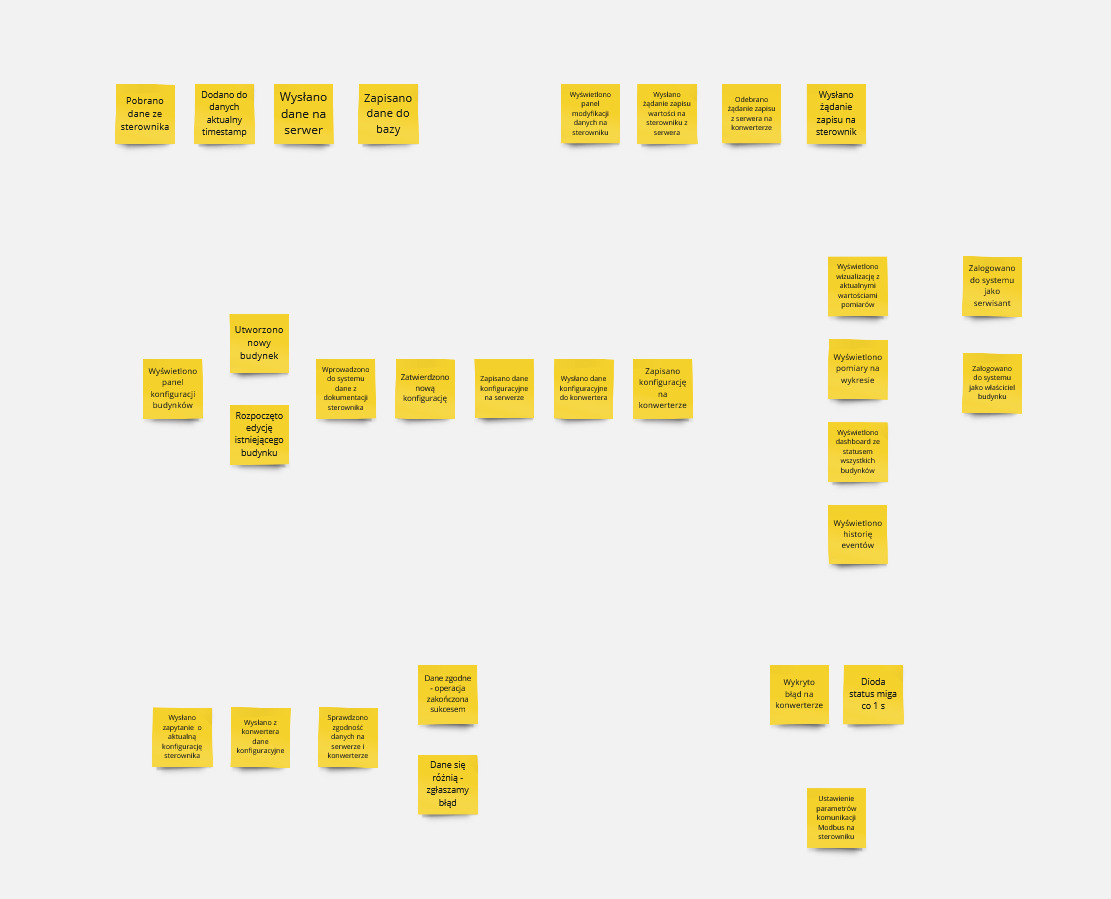 Pobrano
dane ze
sterownika
Dodano do
danych
aktualny
timestamp
Wysłano
dane na
serwer
Zapisano
dane do
bazy
Wyświetlono
panel
modyfikacji
danych na
sterowniku
Wysłano
żądanie zapisu
wartości na
sterowniku z
serwera
Odebrano
żądanie zapisu
z serwera na
konwerterze
Wysłano
żądanie
zapisu na
sterownik
Wyświetlono
wizualizację z
aktualnymi
wartościami
pomiarów
Zalogowano
do systemu
jako
serwisant
Wyświetlono
pomiary na
wykresie
Zalogowano
do systemu
jako właściciel
budynku
Wyświetlono
dashboard ze
statusem
wszystkich
budynków
Wyświetlono
historię
eventów
Wyświetlono
panel
konfiguracji
budynków
Utworzono
nowy
budynek
Rozpoczęto
edycję
istniejącego
budynku
Wprowadzono
do systemu
dane z
dokumentacji
sterownika
Zatwierdzono
nową
konfigurację
Zapisano dane
konfiguracyjne
na serwerze
Wysłano dane
konfiguracyjne
do konwertera
Zapisano
konfigurację
na
konwerterze
Wysłano
zapytanie o
aktualną
konfigurację
sterownika
Wysłano z
konwertera
dane
konfiguracyjne
Sprawdzono
zgodność
danych na
serwerze i
konwerterze
Dane zgodne
- operacja
zakończona
sukcesem
Dane się
różnią -
zgłaszamy
błąd
Wykryto
błąd na
konwerterze
Dioda
status miga
co 1 s
Ustawienie
parametrów
komunikacji
Modbus na
sterowniku